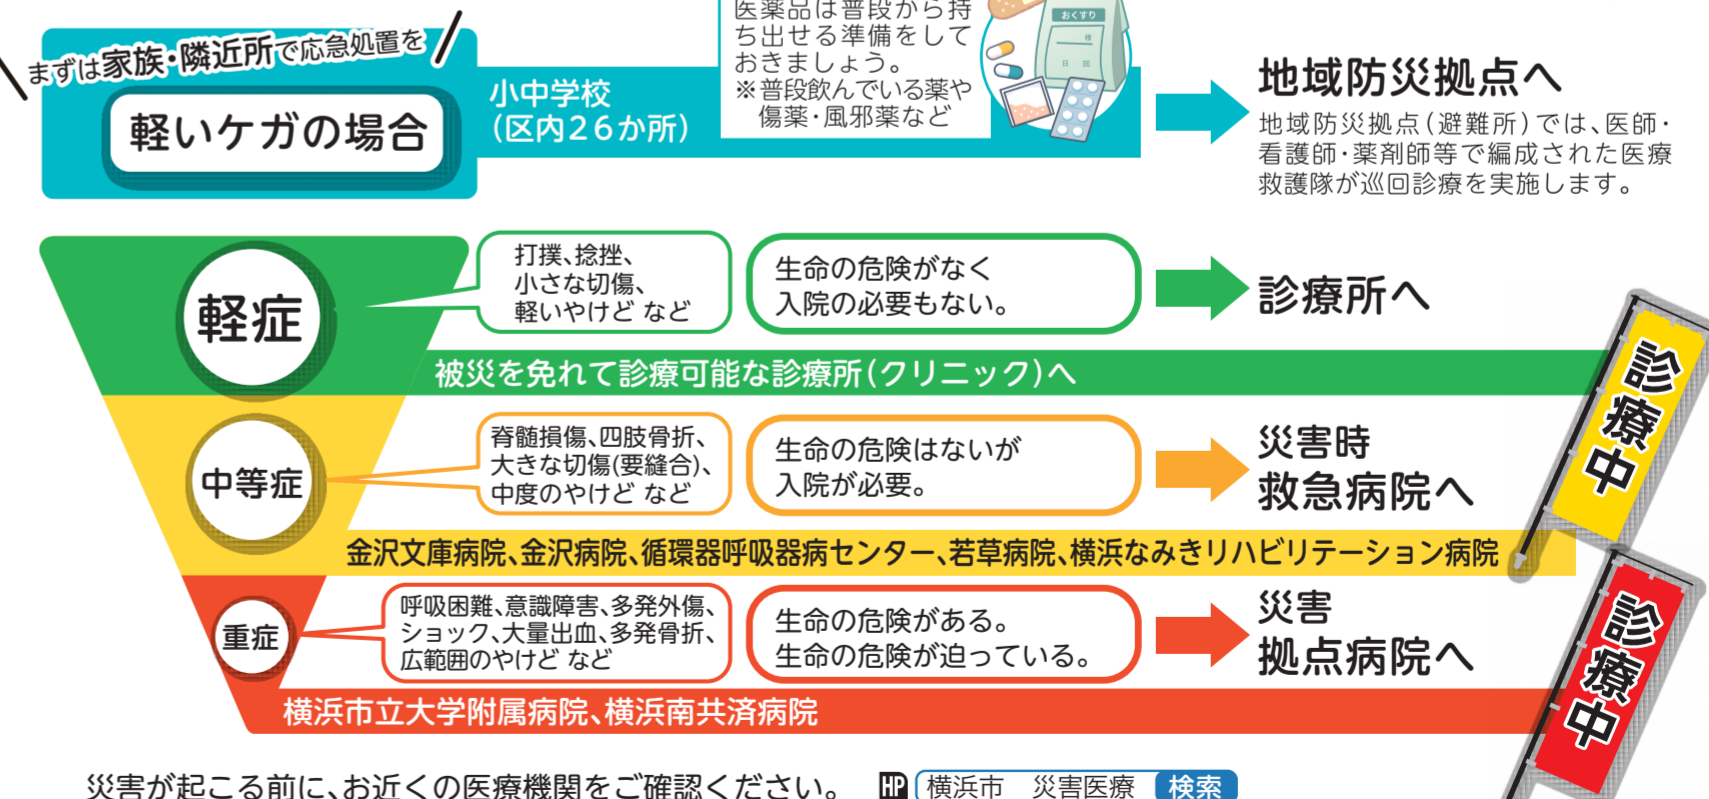 まずは家族・隣近所で応急処置を
軽いケガの場合
小中学校
（区内２６か所）
医薬品は普段から持
ち出せる準備をして
おきましょう。
※普段飲んでいる薬や
傷薬・風邪薬など
おくすり
様
日 回
地域防災拠点へ
地域防災拠点（避難所）では、医師・
看護師・薬剤師等で編成された医療
救護隊が巡回診療を実施します。
軽症
打撲、捻挫、
小さな切傷、
軽いやけど など
生命の危険がなく
入院の必要もない。
診療所へ
被災を免れて診療可能な診療所（クリニック）へ
診療中
中等症
脊髄損傷、四肢骨折、
大きな切傷(要縫合)、
中度のやけど など
生命の危険はないが
入院が必要。
災害時
救急病院へ
金沢文庫病院、金沢病院、循環器呼吸器病センター、若草病院、横浜なみきリハビリテーション病院
重症
呼吸困難、意識障害、多発外傷、
ショック、大量出血、多発骨折、
広範囲のやけど など
生命の危険がある。
生命の危険が迫っている。
災害
拠点病院へ
診療中
横浜市立大学附属病院、横浜南共済病院
災害が起こる前に、お近くの医療機関をご確認ください。 HP 横浜市 災害医療 検索